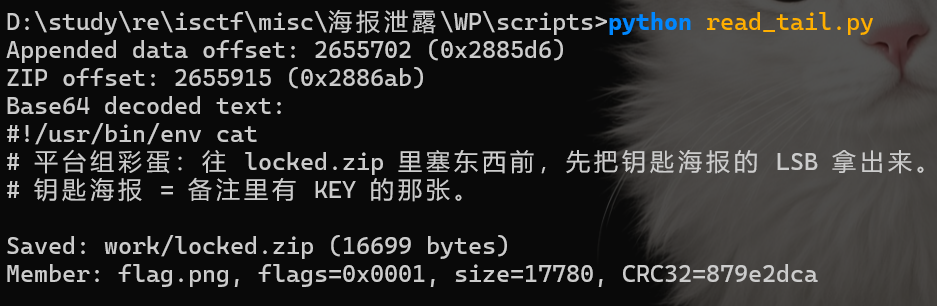 D:\study\re\isctf\misc\海报泄露\WP\scripts>python read_tail.py
Appended data offset: 2655702 (0x2885d6)
ZIP offset: 2655915 (0x2886ab)
Base64 decoded text:
#!/usr/bin/env cat
# 平台组彩蛋：往 locked.zip 里塞东西前，先把钥匙海报的 LSB 拿出来。
# 钥匙海报 = 备注里有 KEY 的那张。
Saved: work/locked.zip (16699 bytes)
Member: flag.png, flags=0x0001, size=17780, CRC32=879e2dca